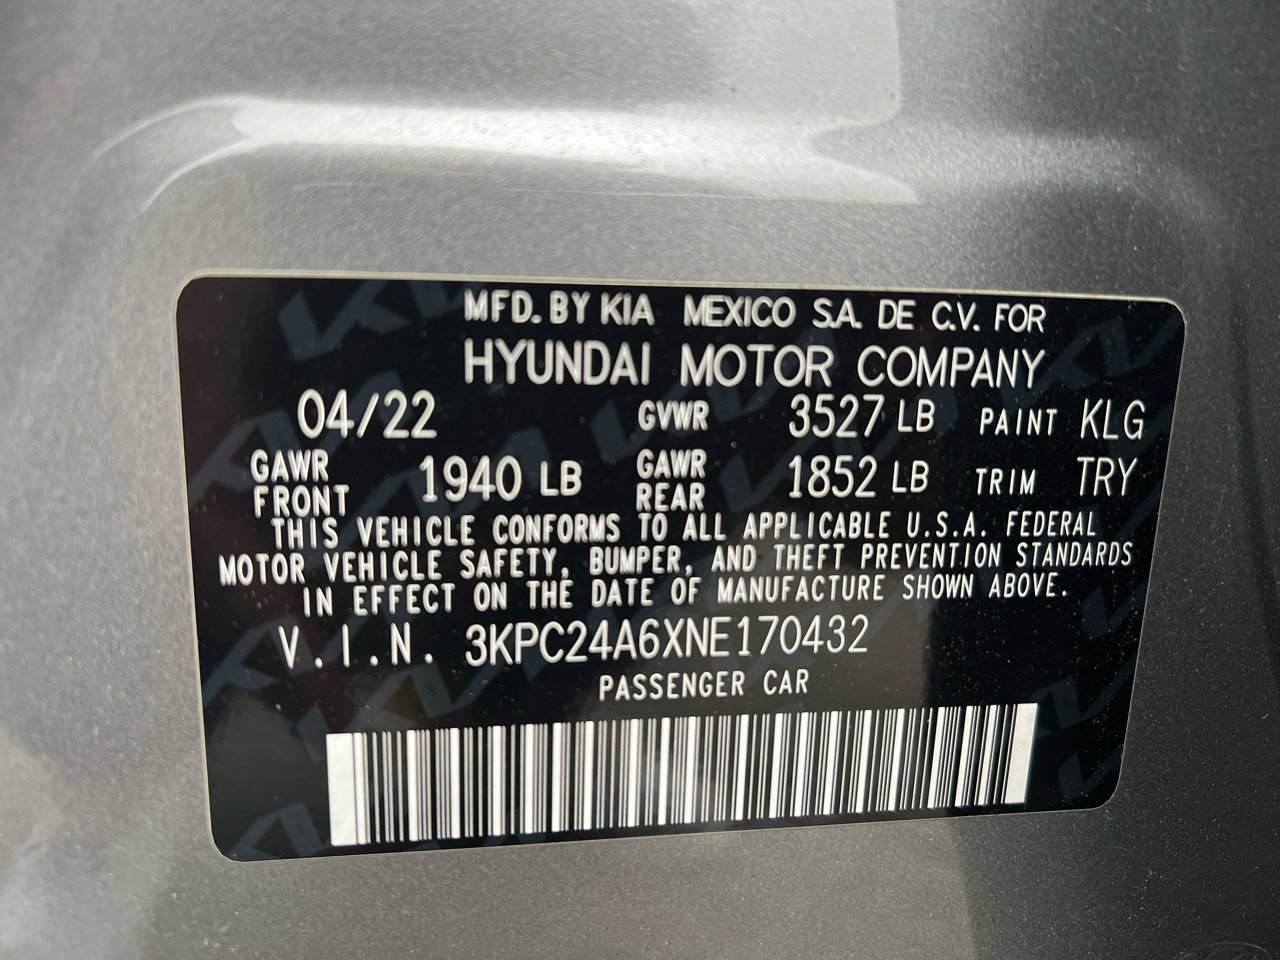 MFD. BY KIA MEXICO S.A. DE C.V. FOR
HYUNDAI MOTOR COMPANY
04/22 GVWR 3527 LB PAINT KLG
GAWR FRONT 1940 LB GAWR REAR 1852 LB TRIM TRY
THIS VEHICLE CONFORMS TO ALL APPLICABLE U.S.A. FEDERAL
MOTOR VEHICLE SAFETY, BUMPER, AND THEFT PREVENTION STANDARDS
IN EFFECT ON THE DATE OF MANUFACTURE SHOWN ABOVE.
V.I.N. 3KPC24A6XNE170432
PASSENGER CAR